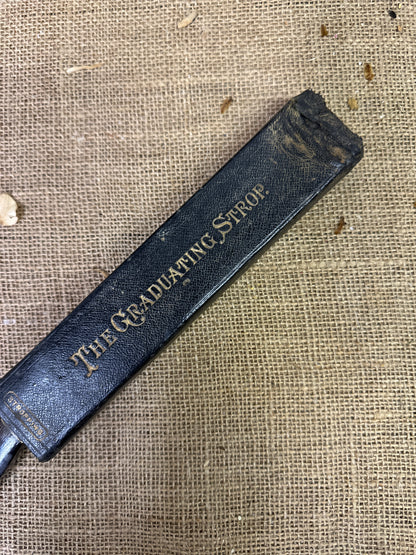 THE GRADUATING STROP.